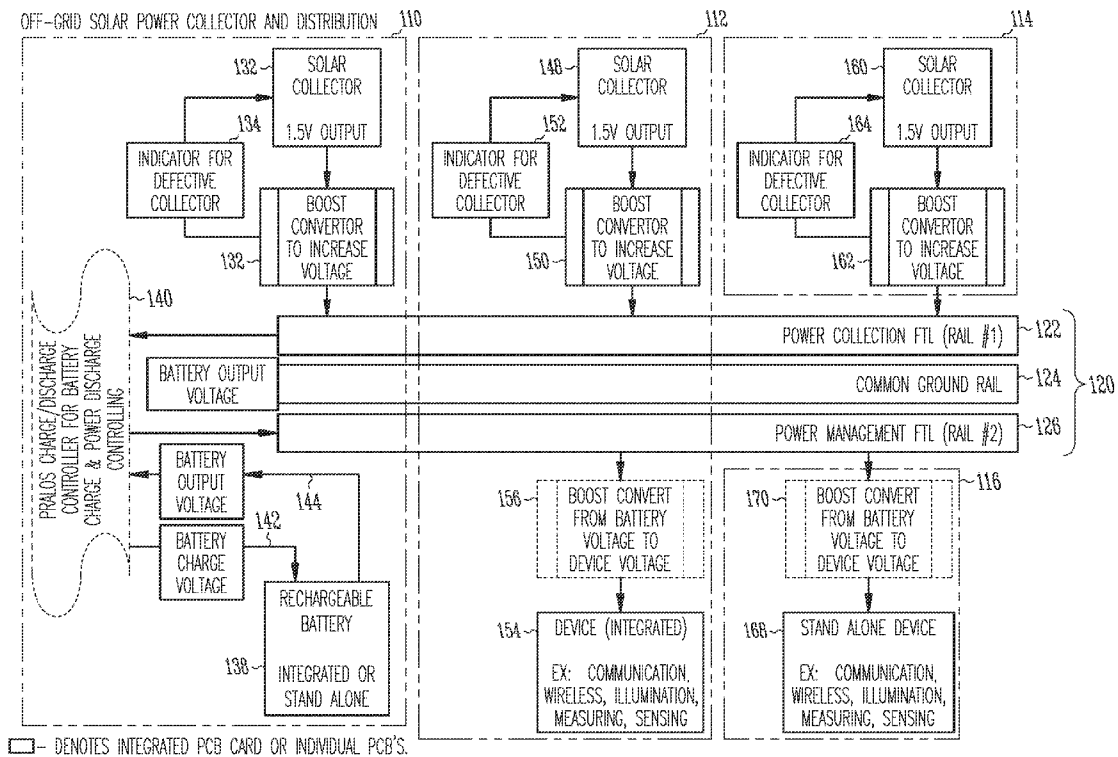 OFF-GRID SOLAR POWER COLLECTOR AND DISTRIBUTION
110
112
114
132
SOLAR
COLLECTOR
1.5V OUTPUT
134
INDICATOR FOR
DEFECTIVE
COLLECTOR
BOOST
CONVERTOR
TO INCREASE
VOLTAGE
132
148
SOLAR
COLLECTOR
1.5V OUTPUT
152
INDICATOR FOR
DEFECTIVE
COLLECTOR
BOOST
CONVERTOR
TO INCREASE
VOLTAGE
150
160
SOLAR
COLLECTOR
1.5V OUTPUT
164
INDICATOR FOR
DEFECTIVE
COLLECTOR
BOOST
CONVERTOR
TO INCREASE
VOLTAGE
162
140
PRALOS CHARGE/DISCHARGE
CONTROLLER FOR BATTERY
CHARGE & POWER DISCHARGE
CONTROLLING
POWER COLLECTION FTL (RAIL #1)
122
BATTERY OUTPUT
VOLTAGE
COMMON GROUND RAIL
124
120
POWER MANAGEMENT FTL (RAIL #2)
126
BATTERY
OUTPUT
VOLTAGE
144
BATTERY
CHARGE
VOLTAGE
142
RECHARGEABLE
BATTERY
INTEGRATED OR
STAND ALONE
138
156
BOOST CONVERT
FROM BATTERY
VOLTAGE TO
DEVICE VOLTAGE
154
DEVICE (INTEGRATED)
EX: COMMUNICATION,
WIRELESS, ILLUMINATION,
MEASURING, SENSING
116
170
BOOST CONVERT
FROM BATTERY
VOLTAGE TO
DEVICE VOLTAGE
168
STAND ALONE DEVICE
EX: COMMUNICATION,
WIRELESS, ILLUMINATION,
MEASURING, SENSING
- DENOTES INTEGRATED PCB CARD OR INDIVIDUAL PCB'S.